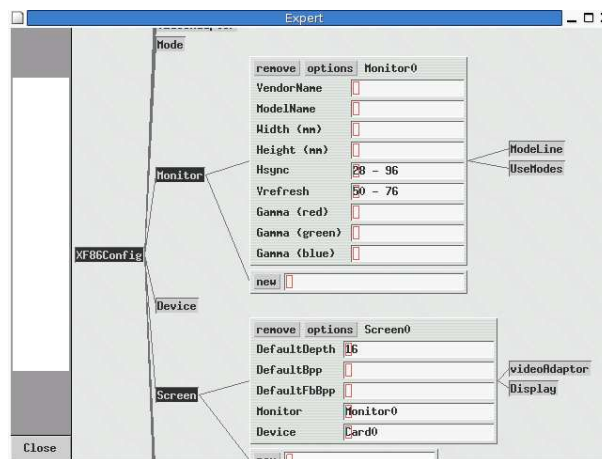 Expert
Mode
remove options Monitor0
VendorName
ModelName
Width (mm)
Height (mm)
Hsync 28 - 96
Vrefresh 50 - 76
Gamma (red)
Gamma (green)
Gamma (blue)
new
ModeLine
UseModes
Monitor
XF86Config
Device
remove options Screen0
DefaultDepth 16
DefaultBpp
DefaultFbBpp
Monitor Monitor0
Device Card0
videoAdaptor
Display
Screen
Close